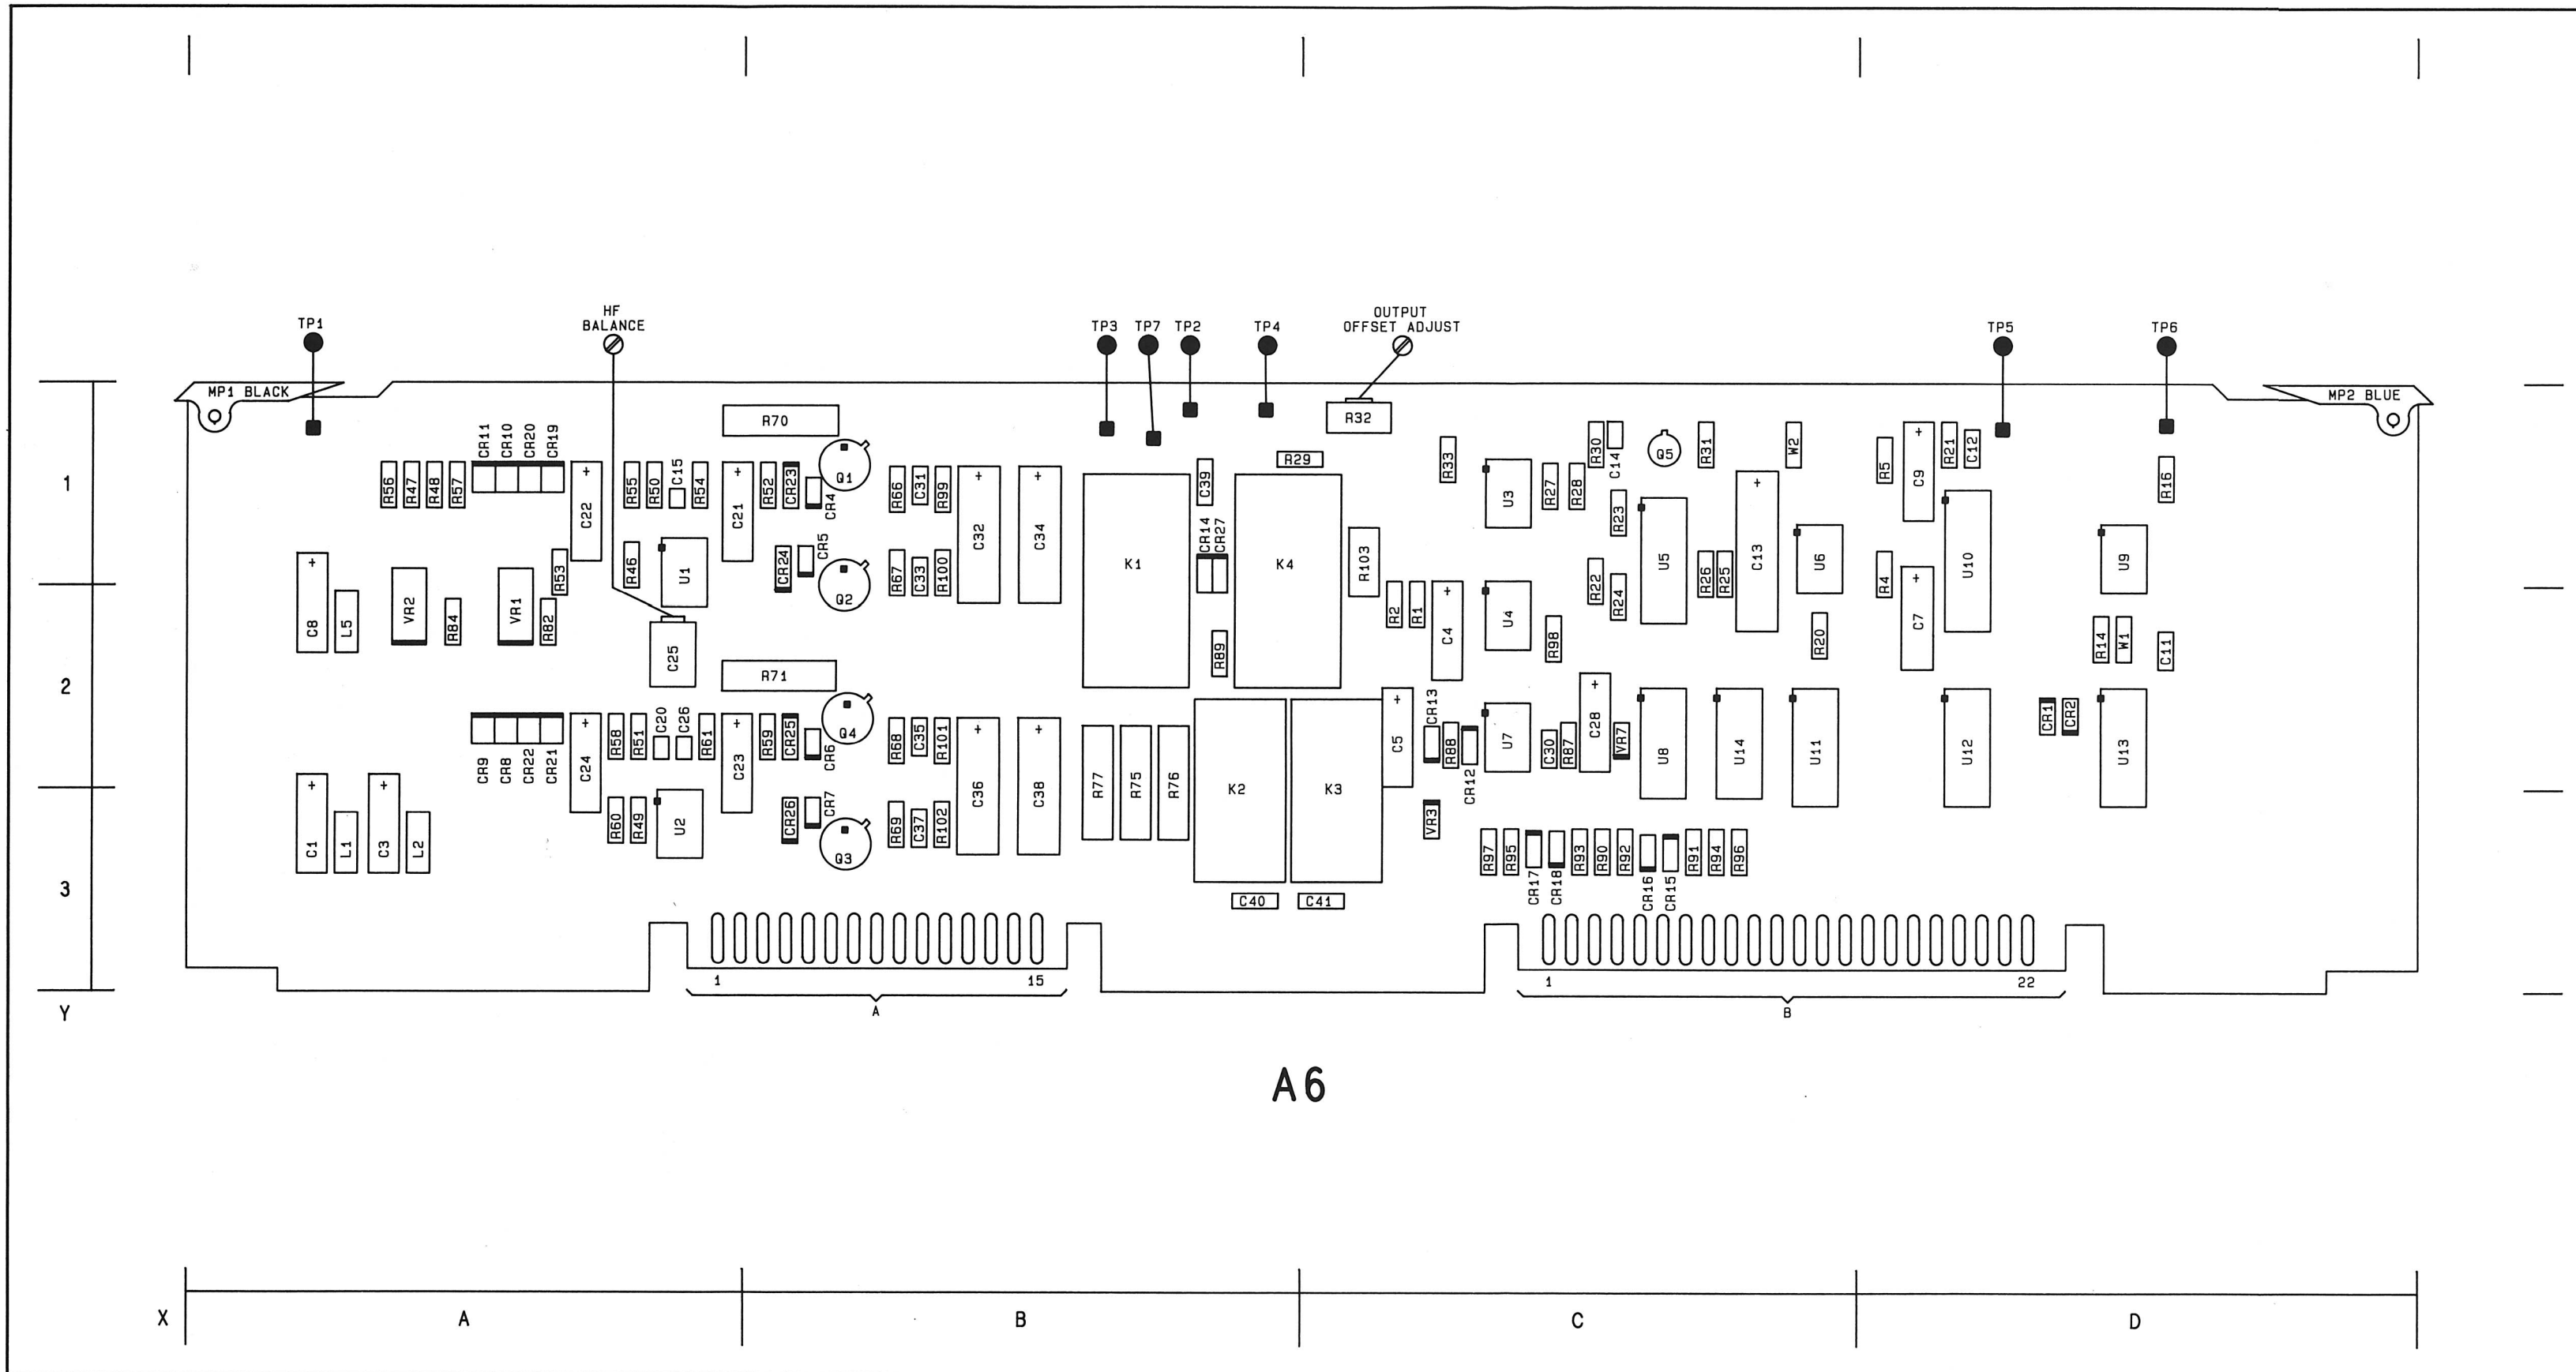 TP1
HF
BALANCE
TP3
TP7
TP2
TP4
OUTPUT
OFFSET ADJUST
TP5
TP6
MP1 BLACK
MP2 BLUE
R70
R32
CR11
CR10
CR20
CR19
R30
C14
Q5
R31
W2
R5
C9
R21
C12
R56
R47
R48
R57
+
C22
R55
R50
C15
R54
+
C21
R52
CR23
CR4
Q1
R66
C31
R99
+
C32
+
C34
C39
R29
R33
U3
R27
R28
R23
+
C13
+
R16
1
R53
R46
U1
CR24
CR5
Q2
R67
C33
R100
K1
CR14
CR27
K4
R103
R22
R24
U5
R26
R25
U6
R4
U10
U9
+
C8
L5
VR2
R84
VR1
R82
C25
R71
R89
R2
R1
+
C4
U4
R98
R20
+
C7
R14
W1
C11
2
CR9
CR8
CR22
CR21
+
C24
R58
R51
C20
C26
R61
+
C23
R59
CR25
CR6
Q4
R68
C35
R101
+
C36
+
C38
R77
R75
R76
K2
K3
+
C5
CR13
R88
CR12
U7
C30
R87
+
C28
VR7
U8
U14
U11
U12
CR1
CR2
U13
+
C1
L1
+
C3
L2
R60
R49
U2
CR26
CR7
Q3
R69
C37
R102
VR3
R97
R95
CR17
CR18
R93
R90
R92
CR16
CR15
R91
R94
R96
3
C40
C41
1
15
1
22
Y
A
B
A6
X
A
B
C
D